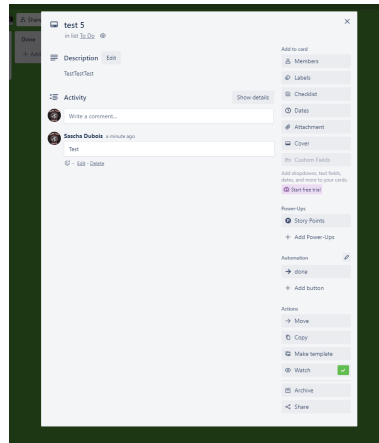 Share
Done
+ Add
test 5
in list To Do
Description Edit
TestTestTest
Activity Show details
Write a comment...
Sascha Dubois a minute ago
Test
- Edit - Delete
Add to card
Members
Labels
Checklist
Dates
Attachment
Cover
Custom Fields
Add dropdowns, text fields,
dates, and more to your cards.
Start free trial
Power-Ups
Story Points
+ Add Power-Ups
Automation
→ done
+ Add button
Actions
→ Move
Copy
Make template
Watch
Archive
Share